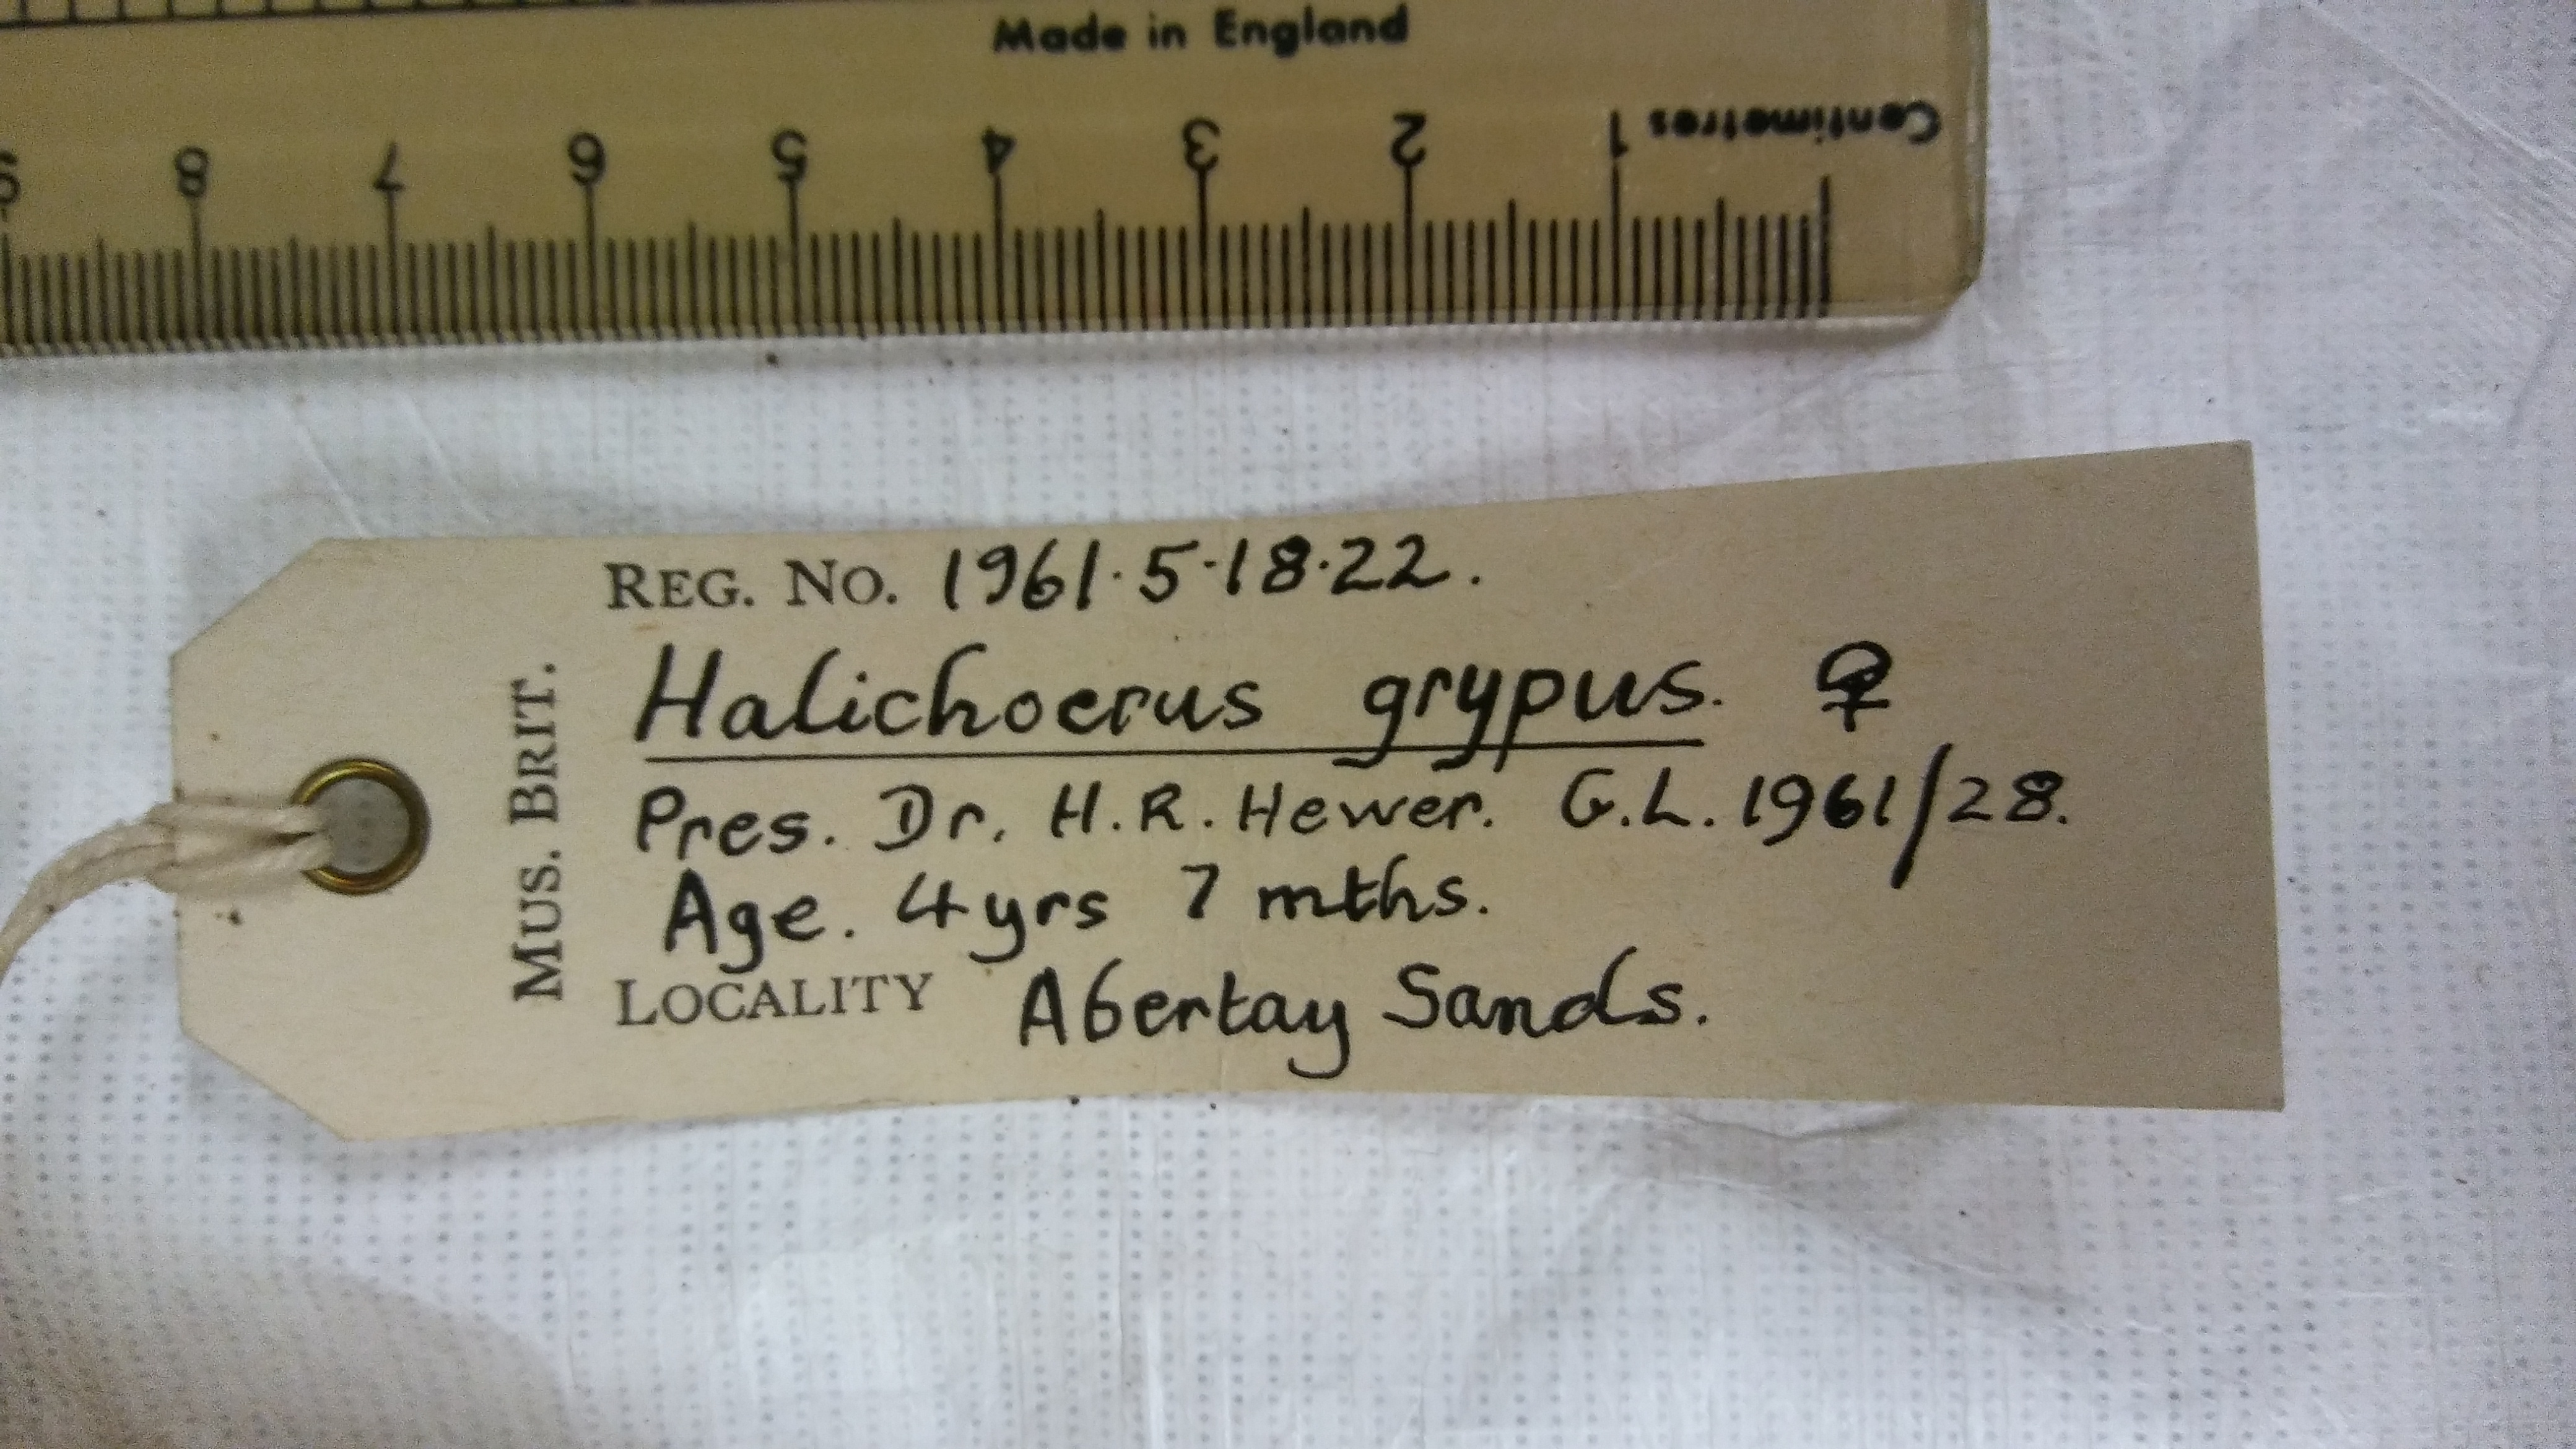 MUS. BRIT.
REG. NO. 1961.5.18.22.
Halichoerus grypus. ♀
Pres. Dr. H.R. Hewer. G.L. 1961/28.
Age. 4yrs 7 mths.
LOCALITY Abertay Sands.
Made in England
8 7 6 5 4 3 2 1
Centimetres